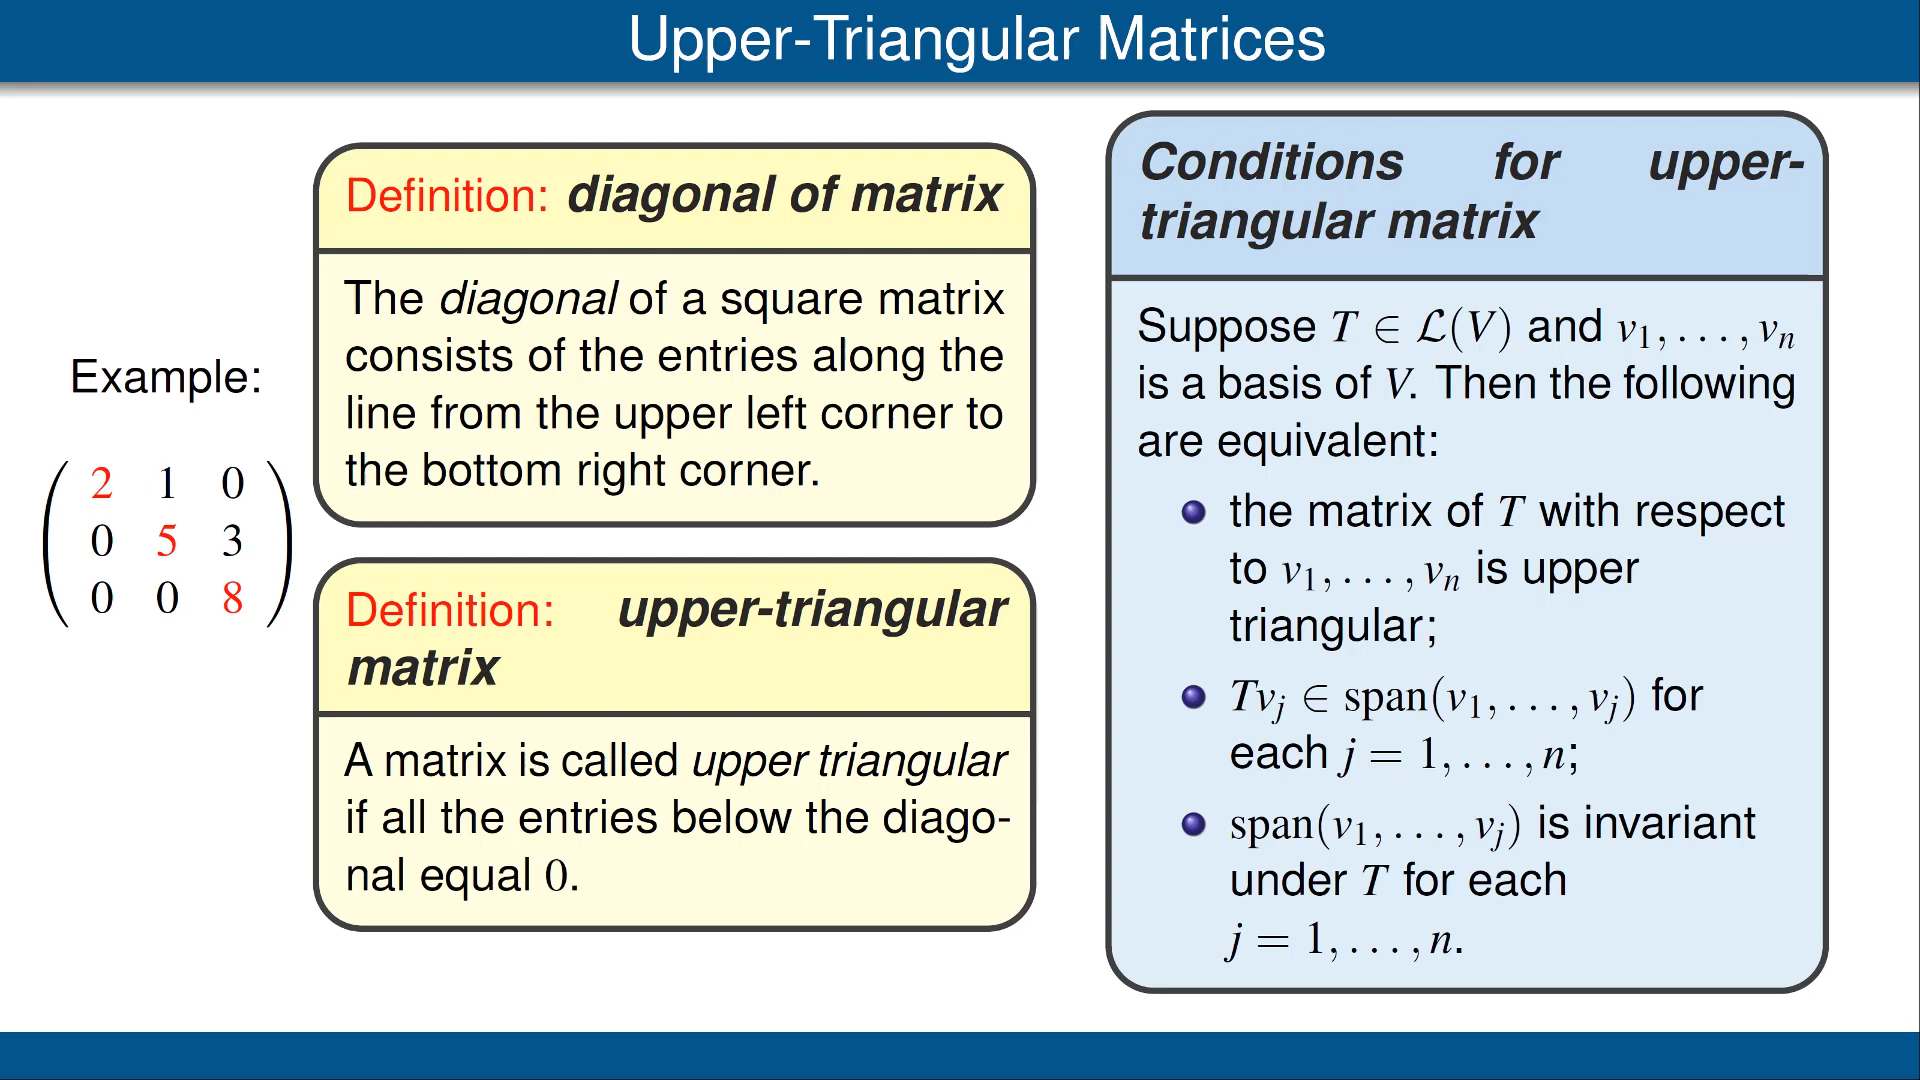 Upper-Triangular Matrices
Example:
2 1 0
0 5 3
0 0 8
Definition: diagonal of matrix
The diagonal of a square matrix
consists of the entries along the
line from the upper left corner to
the bottom right corner.
Definition: upper-triangular
matrix
A matrix is called upper triangular
if all the entries below the diago-
nal equal 0.
Conditions for upper-
triangular matrix
Suppose T ∈ ℒ(V) and v₁, . . . , vₙ
is a basis of V. Then the following
are equivalent:
the matrix of T with respect
to v₁, . . . , vₙ is upper
triangular;
Tvⱼ ∈ span(v₁, . . . , vⱼ) for
each j = 1, . . . , n;
span(v₁, . . . , vⱼ) is invariant
under T for each
j = 1, . . . , n.